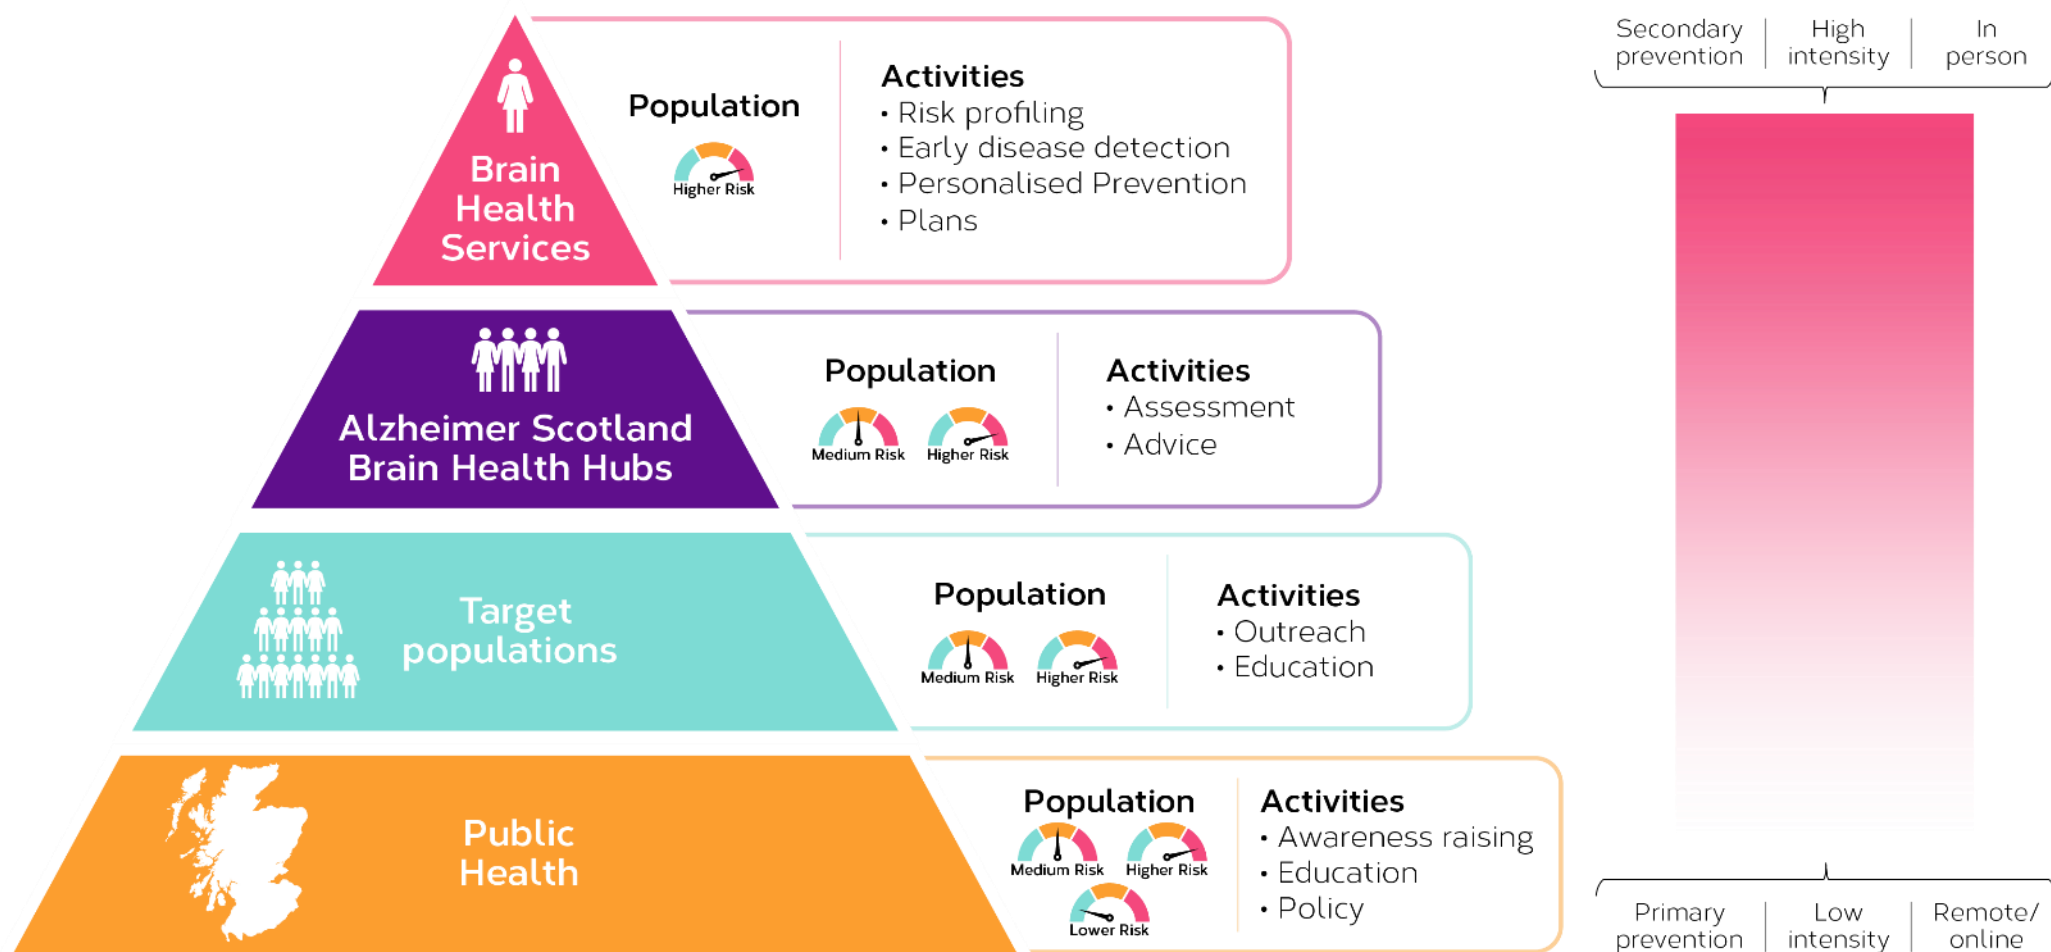 Brain
Health
Services
Population
Higher Risk
Activities
• Risk profiling
• Early disease detection
• Personalised Prevention
• Plans
Alzheimer Scotland
Brain Health Hubs
Population
Medium Risk
Higher Risk
Activities
• Assessment
• Advice
Target
populations
Population
Medium Risk
Higher Risk
Activities
• Outreach
• Education
Public
Health
Population
Medium Risk
Higher Risk
Lower Risk
Activities
• Awareness raising
• Education
• Policy
Secondary
prevention
High
intensity
In
person
Primary
prevention
Low
intensity
Remote/
online